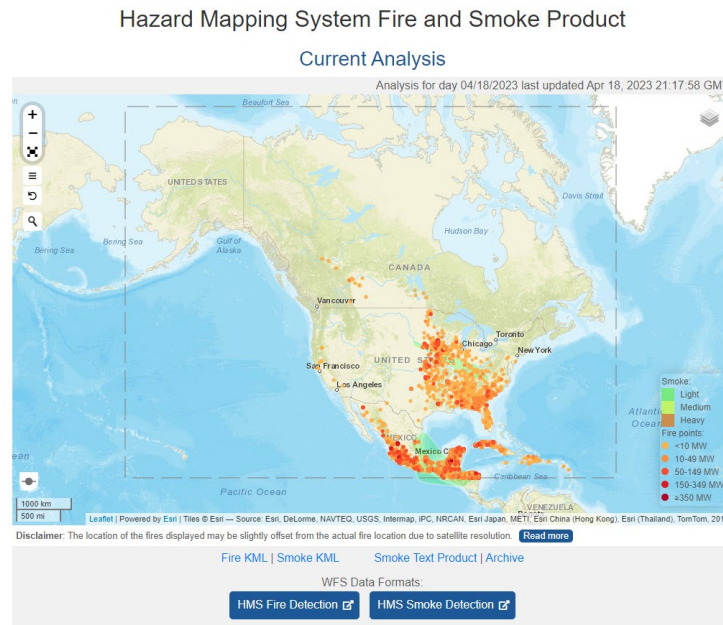 Hazard Mapping System Fire and Smoke Product
Current Analysis
Analysis for day 04/18/2023 last updated Apr 18, 2023 21:17:58 GMT
Beaufort Sea
UNITED STATES
Davis Strait
Hudson Bay
Bering Sea
Bering Sea
Gulf of
Alaska
CANADA
Vancouver
Toronto
Chicago
New York
UNITED STATES
San Francisco
Los Angeles
MEXICO
Mexico C
Atlanti
Ocea
Caribbean Sea
Pacific Ocean
VENEZUELA
Smoke:
Light
Medium
Heavy
Fire points:
<10 MW
10-49 MW
50-149 MW
150-349 MW
≥350 MW
1000 km
500 mi
Leaflet | Powered by Esri | Tiles © Esri — Source: Esri, DeLorme, NAVTEQ, USGS, Intermap, iPC, NRCAN, Esri Japan, METI, Esri China (Hong Kong), Esri (Thailand), TomTom, 201
Disclaimer: The location of the fires displayed may be slightly offset from the actual fire location due to satellite resolution. Read more
Fire KML | Smoke KML Smoke Text Product | Archive
WFS Data Formats:
HMS Fire Detection HMS Smoke Detection